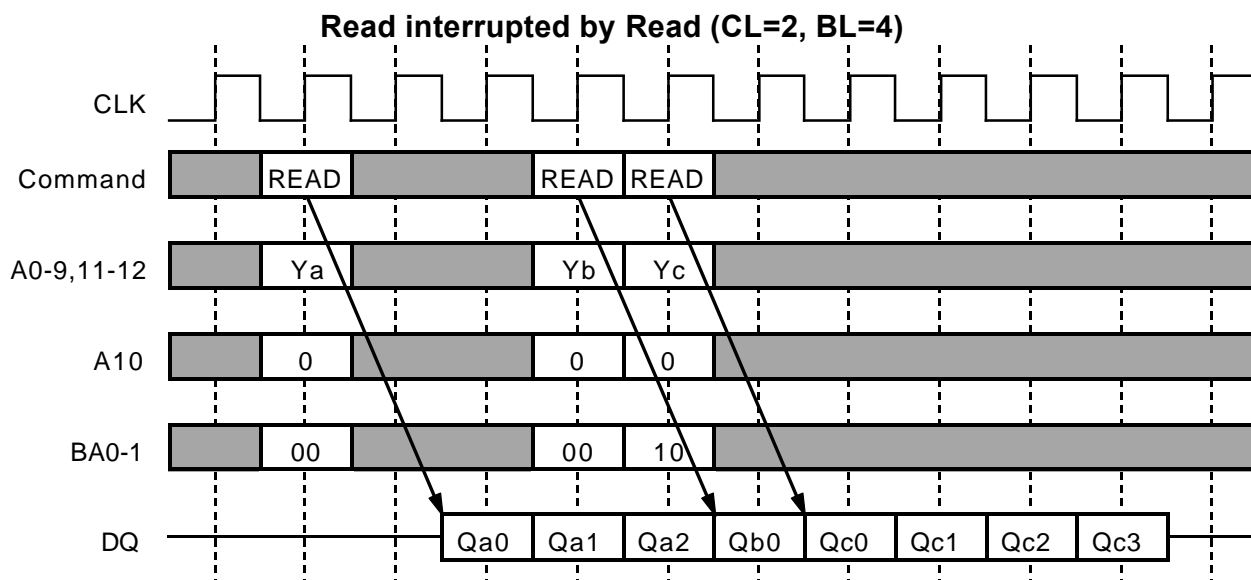 Read interrupted by Read (CL=2, BL=4)
CLK
Command READ READ READ
A0-9,11-12 Ya Yb Yc
A10 0 0 0
BA0-1 00 00 10
DQ Qa0 Qa1 Qa2 Qb0 Qc0 Qc1 Qc2 Qc3